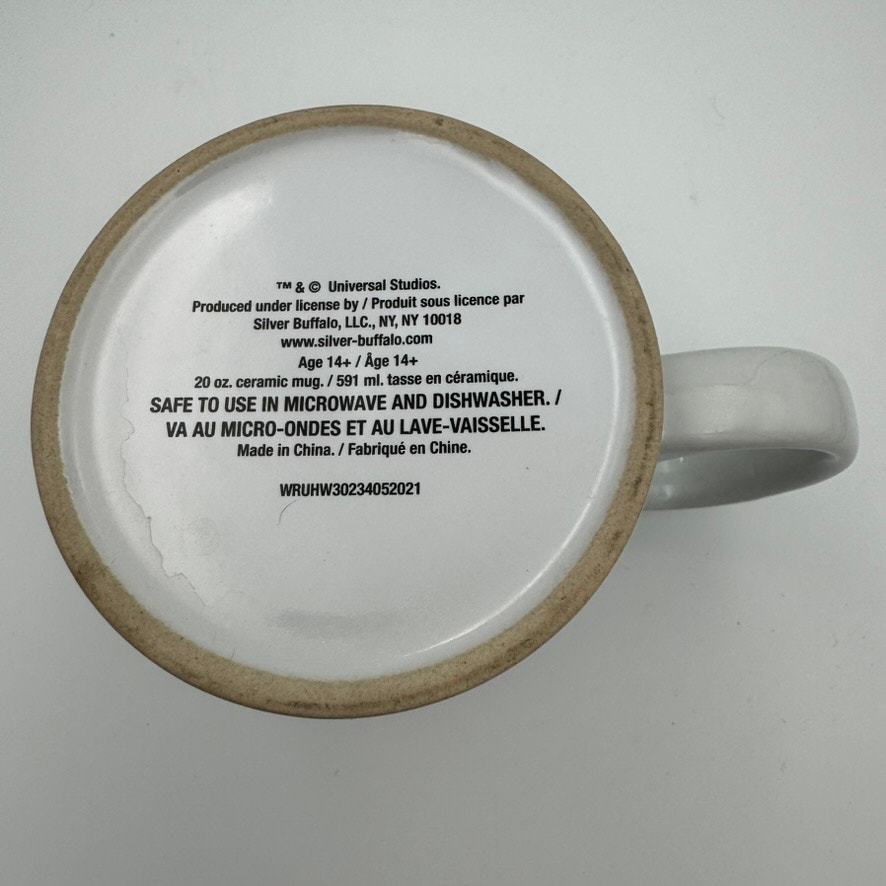 ™ & © Universal Studios.
Produced under license by / Produit sous licence par
Silver Buffalo, LLC., NY, NY 10018
www.silver-buffalo.com
Age 14+ / Âge 14+
20 oz. ceramic mug. / 591 ml. tasse en céramique.
SAFE TO USE IN MICROWAVE AND DISHWASHER. /
VA AU MICRO-ONDES ET AU LAVE-VAISSELLE.
Made in China. / Fabriqué en Chine.
WRUHW30234052021